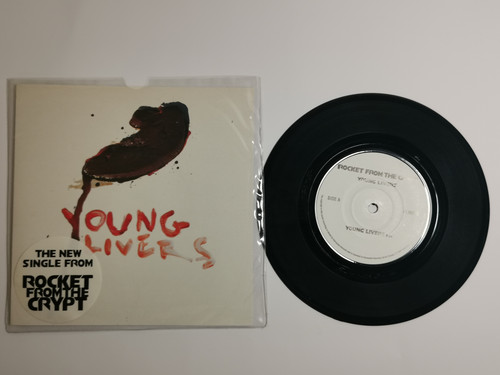 YOUNG
LIVERS
THE NEW
SINGLE FROM
ROCKET
FROM THE
CRYPT
ROCKET FROM THE
YOUNG LIVERS
SIDE A
YOUNG LIVERS